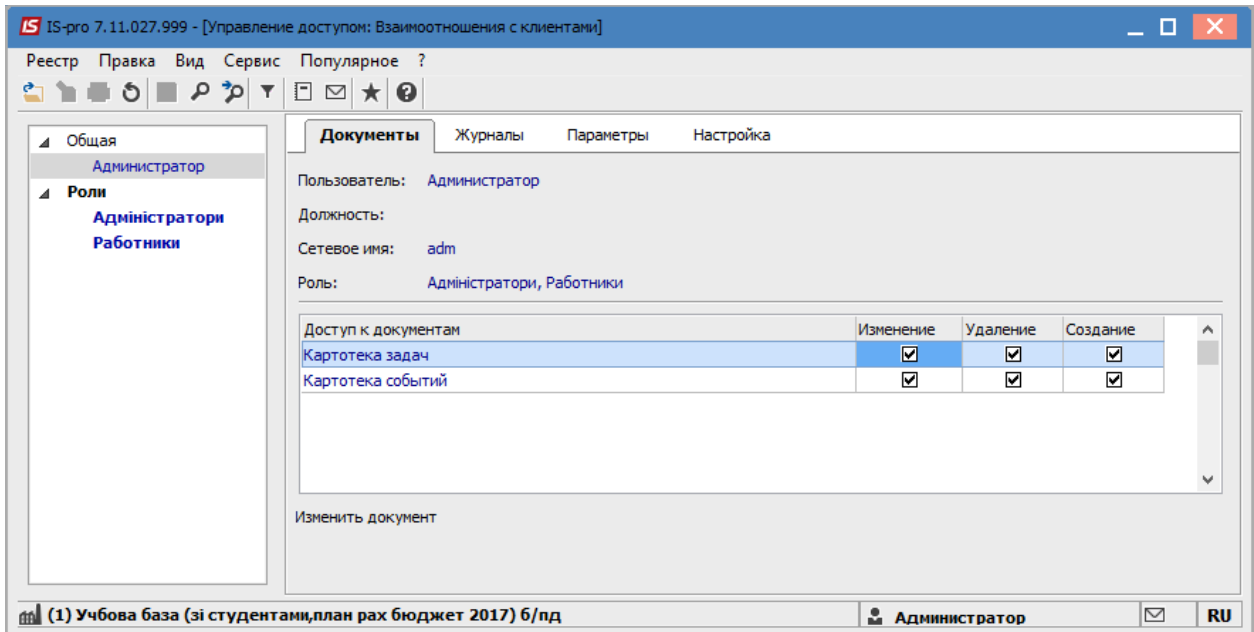 IS IS-pro 7.11.027.999 - [Управление доступом: Взаимоотношения с клиентами]
Реестр Правка Вид Сервис Популярное ?
Общая
Администратор
Роли
Адміністратори
Работники
Документы Журналы Параметры Настройка
Пользователь: Администратор
Должность:
Сетевое имя: adm
Роль: Адміністратори, Работники
Доступ к документам Изменение Удаление Создание
Картотека задач
Картотека событий
Изменить документ
(1) Учбова база (зі студентами,план рах бюджет 2017) б/пд Администратор RU